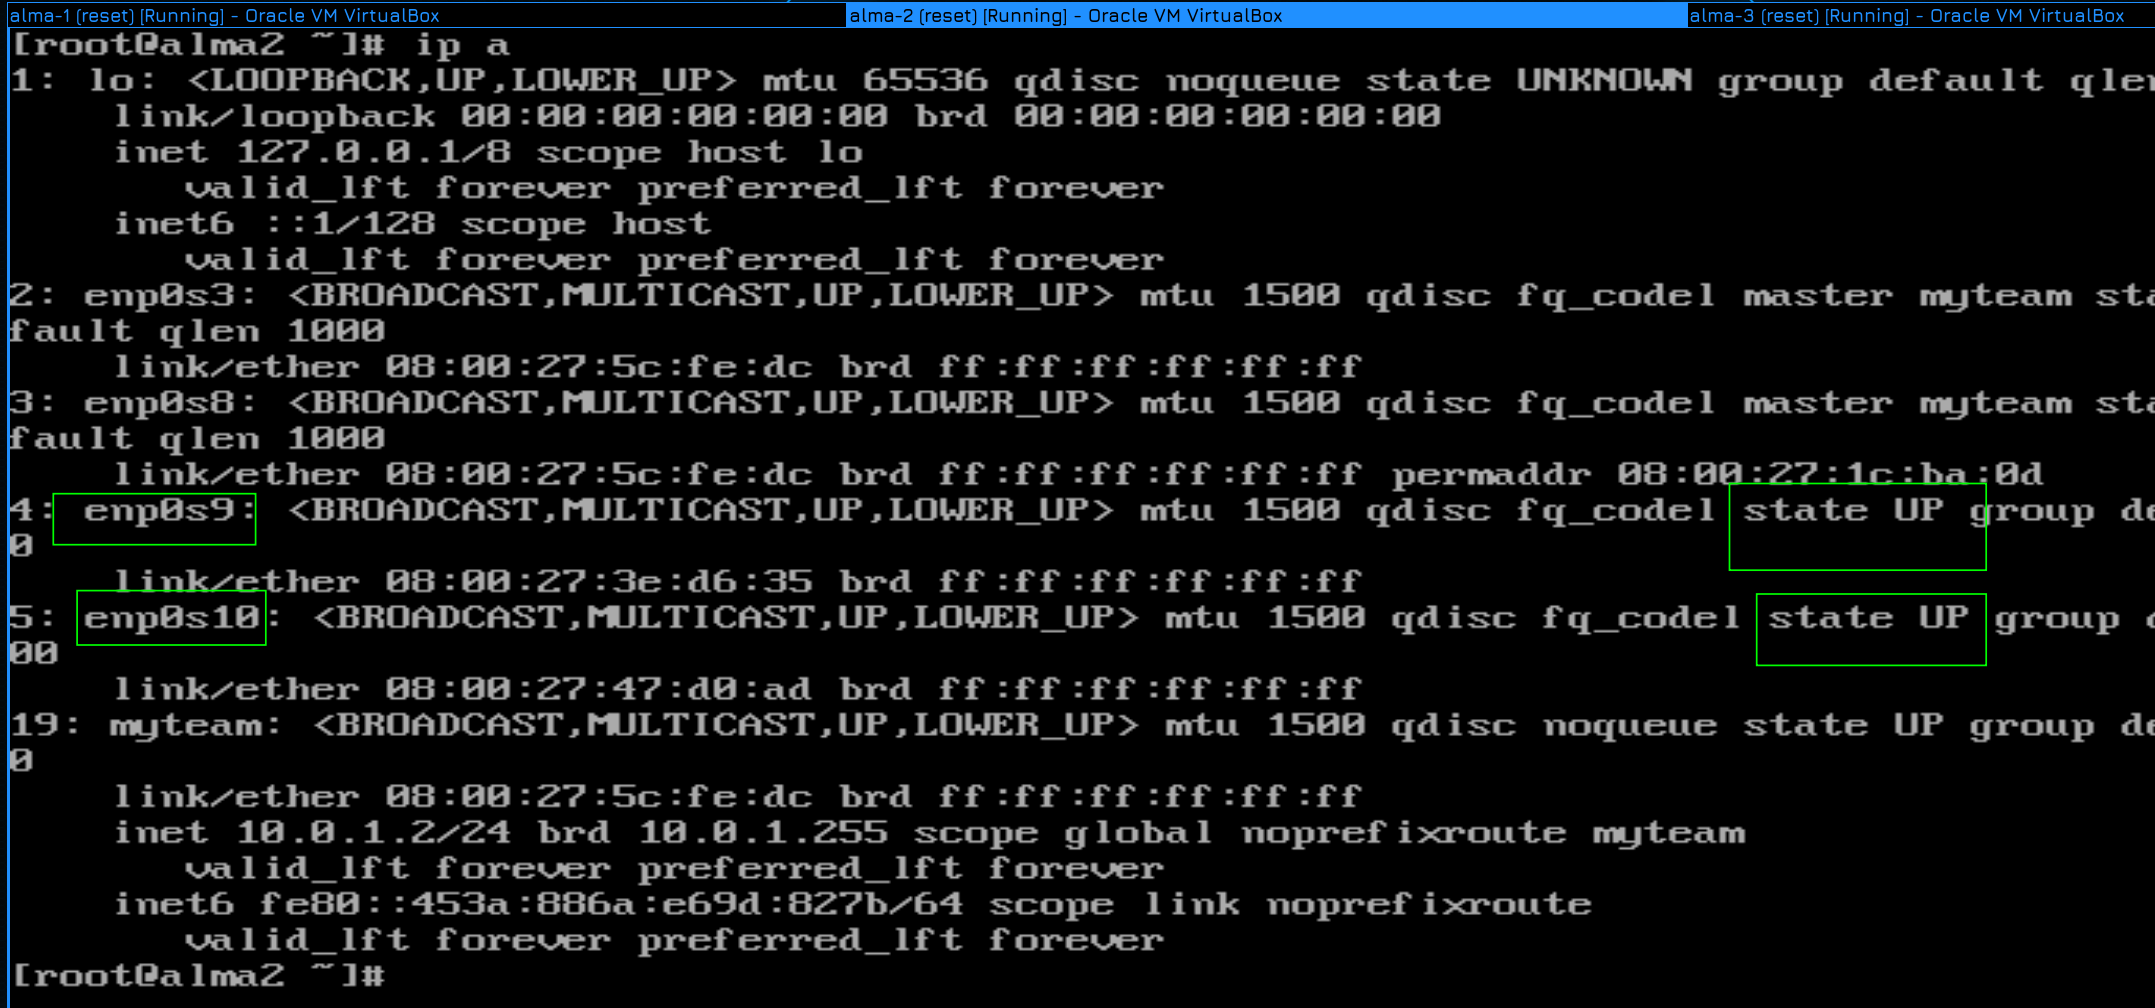 alma-1 (reset) [Running] - Oracle VM VirtualBox
alma-2 (reset) [Running] - Oracle VM VirtualBox
alma-3 (reset) [Running] - Oracle VM VirtualBox
[root@alma2 ~]# ip a
1: lo: <LOOPBACK,UP,LOWER_UP> mtu 65536 qdisc noqueue state UNKNOWN group default qlen
link/loopback 00:00:00:00:00:00 brd 00:00:00:00:00:00
inet 127.0.0.1/8 scope host lo
valid_lft forever preferred_lft forever
inet6 ::1/128 scope host
valid_lft forever preferred_lft forever
2: enp0s3: <BROADCAST,MULTICAST,UP,LOWER_UP> mtu 1500 qdisc fq_codel master myteam sta
fault qlen 1000
link/ether 08:00:27:5c:fe:dc brd ff:ff:ff:ff:ff:ff
3: enp0s8: <BROADCAST,MULTICAST,UP,LOWER_UP> mtu 1500 qdisc fq_codel master myteam sta
fault qlen 1000
link/ether 08:00:27:5c:fe:dc brd ff:ff:ff:ff:ff:ff permaddr 08:00:27:1c:ba:0d
4: enp0s9: <BROADCAST,MULTICAST,UP,LOWER_UP> mtu 1500 qdisc fq_codel state UP group de
0
link/ether 08:00:27:3e:d6:35 brd ff:ff:ff:ff:ff:ff
5: enp0s10: <BROADCAST,MULTICAST,UP,LOWER_UP> mtu 1500 qdisc fq_codel state UP group d
00
link/ether 08:00:27:47:d0:ad brd ff:ff:ff:ff:ff:ff
19: myteam: <BROADCAST,MULTICAST,UP,LOWER_UP> mtu 1500 qdisc noqueue state UP group de
0
link/ether 08:00:27:5c:fe:dc brd ff:ff:ff:ff:ff:ff
inet 10.0.1.2/24 brd 10.0.1.255 scope global noprefixroute myteam
valid_lft forever preferred_lft forever
inet6 fe80::453a:886a:e69d:827b/64 scope link noprefixroute
valid_lft forever preferred_lft forever
[root@alma2 ~]#